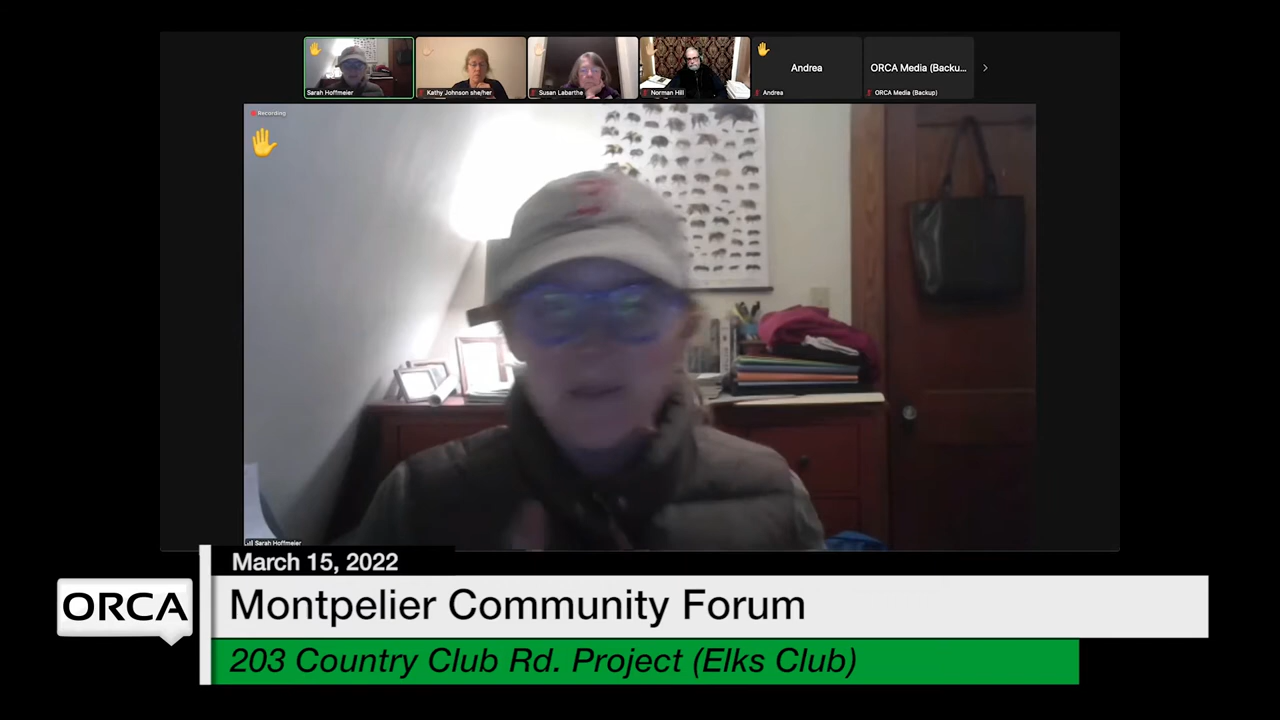 Sarah Hoffmeier
Kathy Johnson she/her
Susan Labarthe
Norman Hill
Andrea
Andrea
ORCA Media (Backu...
ORCA Media (Backup)
Recording
Sarah Hoffmeier
March 15, 2022
ORCA
Montpelier Community Forum
203 Country Club Rd. Project (Elks Club)